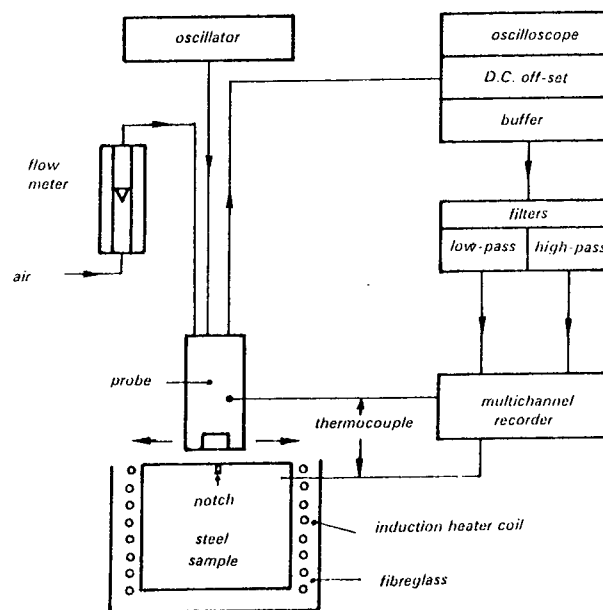 oscillator
oscilloscope
D.C. off-set
buffer
flow
meter
filters
low-pass
high-pass
air
probe
thermocouple
multichannel
recorder
notch
steel
sample
induction heater coil
fibreglass